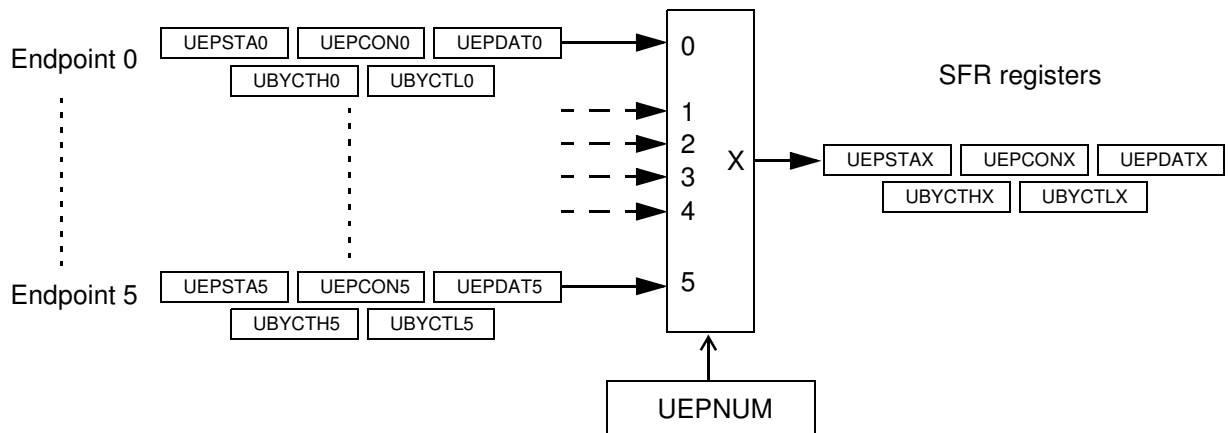 Endpoint 0
UEPSTA0 UEPCON0 UEPDAT0
UBYCTH0 UBYCTL0
0
1
2
3
4
5
X
SFR registers
UEPSTAX UEPCONX UEPDATX
UBYCTHX UBYCTLX
Endpoint 5
UEPSTA5 UEPCON5 UEPDAT5
UBYCTH5 UBYCTL5
UEPNUM